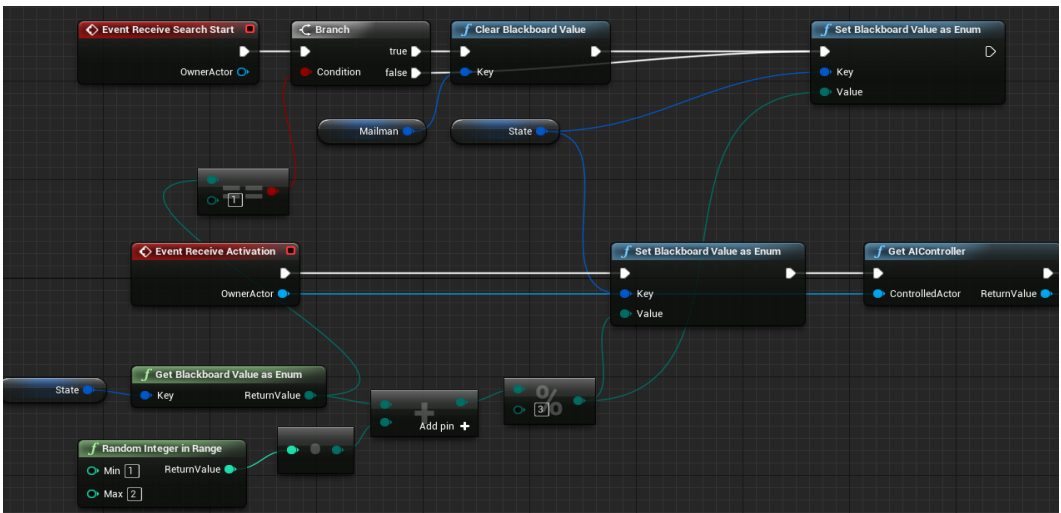 Event Receive Search Start
OwnerActor
Branch
true
Condition
false
f Clear Blackboard Value
Key
f Set Blackboard Value as Enum
Key
Value
Mailman
State
==
1
Event Receive Activation
OwnerActor
f Set Blackboard Value as Enum
Key
Value
f Get AIController
ControlledActor
ReturnValue
State
f Get Blackboard Value as Enum
Key
ReturnValue
+
Add pin +
%
3
f Random Integer in Range
Min 1
ReturnValue
Max 2